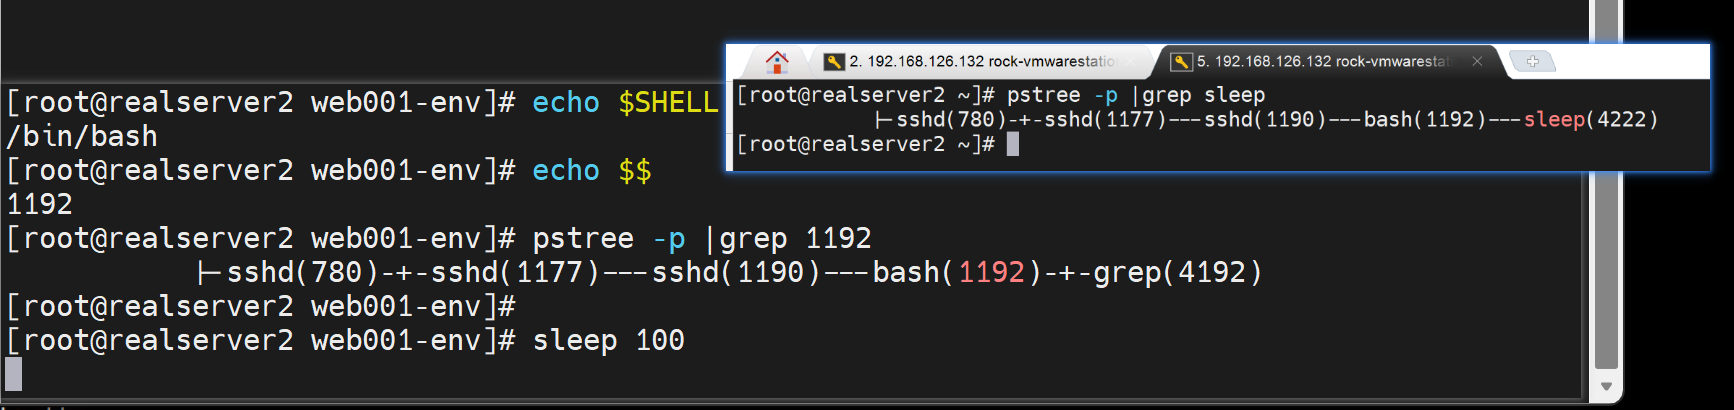 [root@realserver2 web001-env]# echo $SHELL
/bin/bash
[root@realserver2 web001-env]# echo $$
1192
[root@realserver2 web001-env]# pstree -p |grep 1192
├─sshd(780)-+-sshd(1177)---sshd(1190)---bash(1192)-+-grep(4192)
[root@realserver2 web001-env]#
[root@realserver2 web001-env]# sleep 100
2. 192.168.126.132 rock-vmwarestatio
5. 192.168.126.132 rock-vmwarestat
[root@realserver2 ~]# pstree -p |grep sleep
├─sshd(780)-+-sshd(1177)---sshd(1190)---bash(1192)---sleep(4222)
[root@realserver2 ~]#